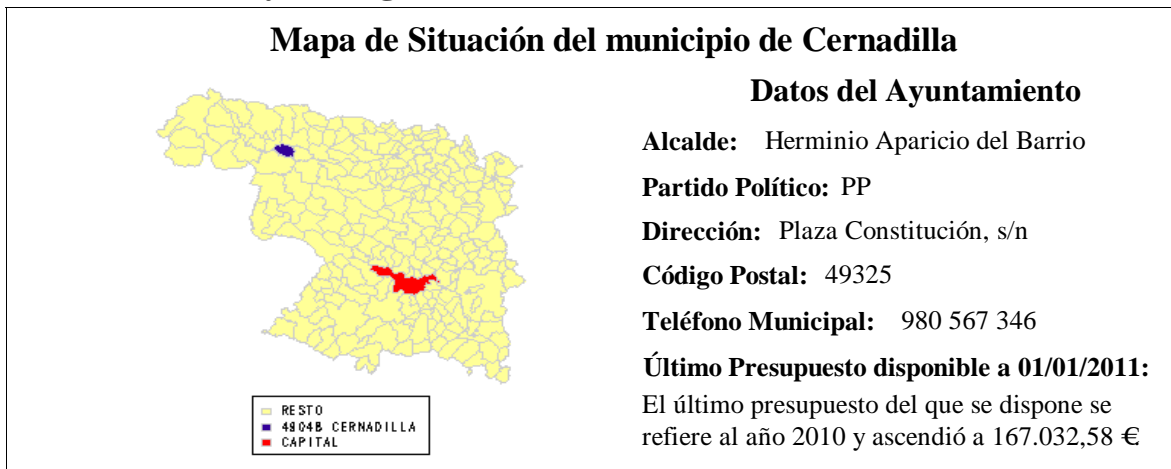 Mapa de Situación del municipio de Cernadilla
Datos del Ayuntamiento
Alcalde: Herminio Aparicio del Barrio
Partido Político: PP
Dirección: Plaza Constitución, s/n
Código Postal: 49325
Teléfono Municipal: 980 567 346
Último Presupuesto disponible a 01/01/2011:
El último presupuesto del que se dispone se
refiere al año 2010 y ascendió a 167.032,58 €
RESTO
4904B CERNADILLA
CAPITAL